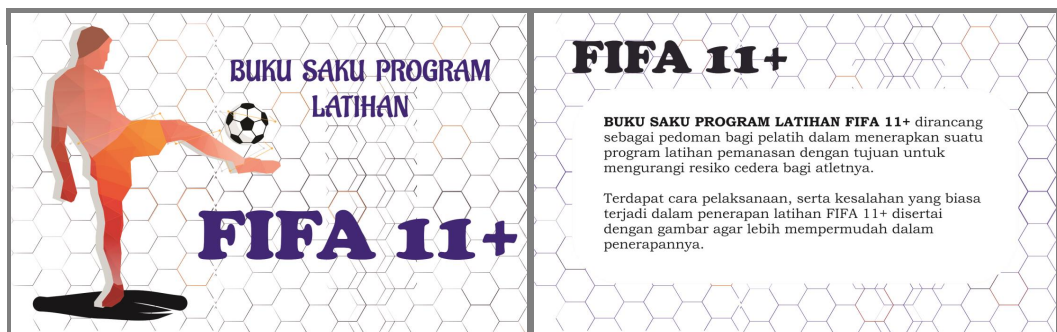 BUKU SAKU PROGRAM
LATIHAN
FIFA 11+
FIFA 11+
BUKU SAKU PROGRAM LATIHAN FIFA 11+ dirancang
sebagai pedoman bagi pelatih dalam menerapkan suatu
program latihan pemanasan dengan tujuan untuk
mengurangi resiko cedera bagi atletnya.
Terdapat cara pelaksanaan, serta kesalahan yang biasa
terjadi dalam penerapan latihan FIFA 11+ disertai
dengan gambar agar lebih mempermudah dalam
penerapannya.